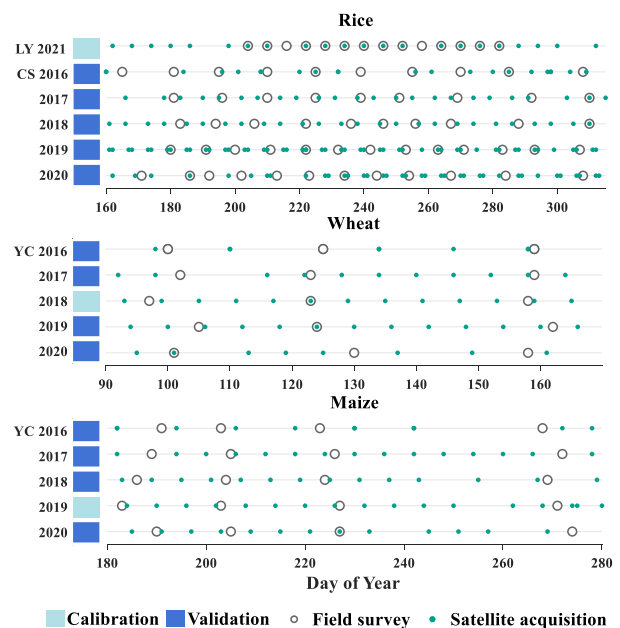 Rice
LY 2021
CS 2016
2017
2018
2019
2020
160 180 200 220 240 260 280 300
Wheat
YC 2016
2017
2018
2019
2020
90 100 110 120 130 140 150 160
Maize
YC 2016
2017
2018
2019
2020
180 200 220 240 260 280
Day of Year
Calibration Validation Field survey Satellite acquisition